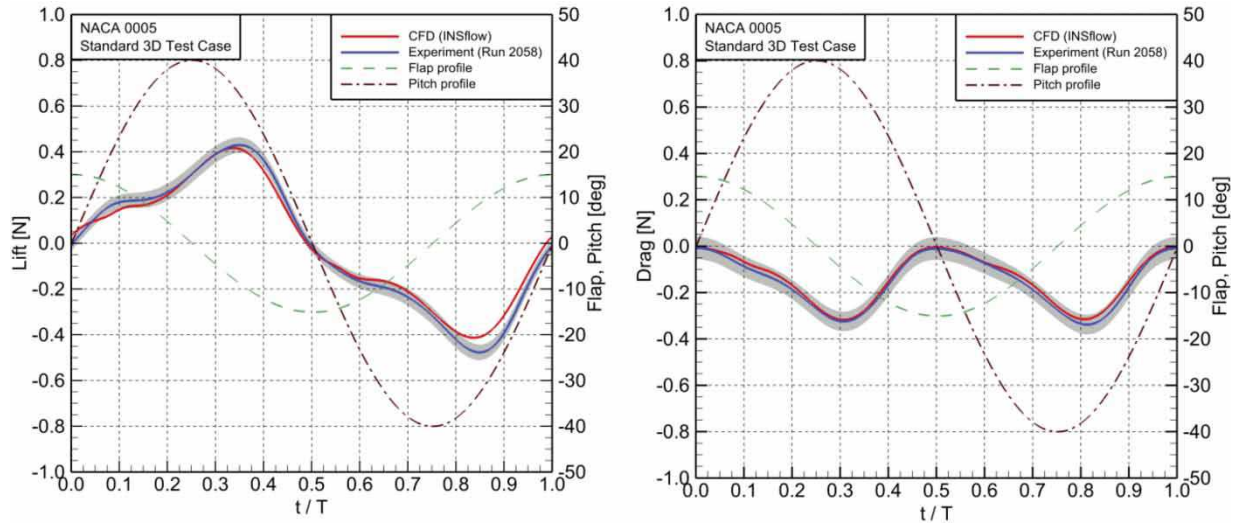 NACA 0005
Standard 3D Test Case
CFD (INSflow)
Experiment (Run 2058)
Flap profile
Pitch profile
Lift [N]
1.0
0.8
0.6
0.4
0.2
0.0
-0.2
-0.4
-0.6
-0.8
-1.0
0.0 0.1 0.2 0.3 0.4 0.5 0.6 0.7 0.8 0.9 1.0
t / T
50
40
30
20
10
0
-10
-20
-30
-40
-50
Flap, Pitch [deg]
NACA 0005
Standard 3D Test Case
CFD (INSflow)
Experiment (Run 2058)
Flap profile
Pitch profile
Drag [N]
1.0
0.8
0.6
0.4
0.2
0.0
-0.2
-0.4
-0.6
-0.8
-1.0
0.0 0.1 0.2 0.3 0.4 0.5 0.6 0.7 0.8 0.9 1.0
t / T
50
40
30
20
10
0
-10
-20
-30
-40
-50
Flap, Pitch [deg]